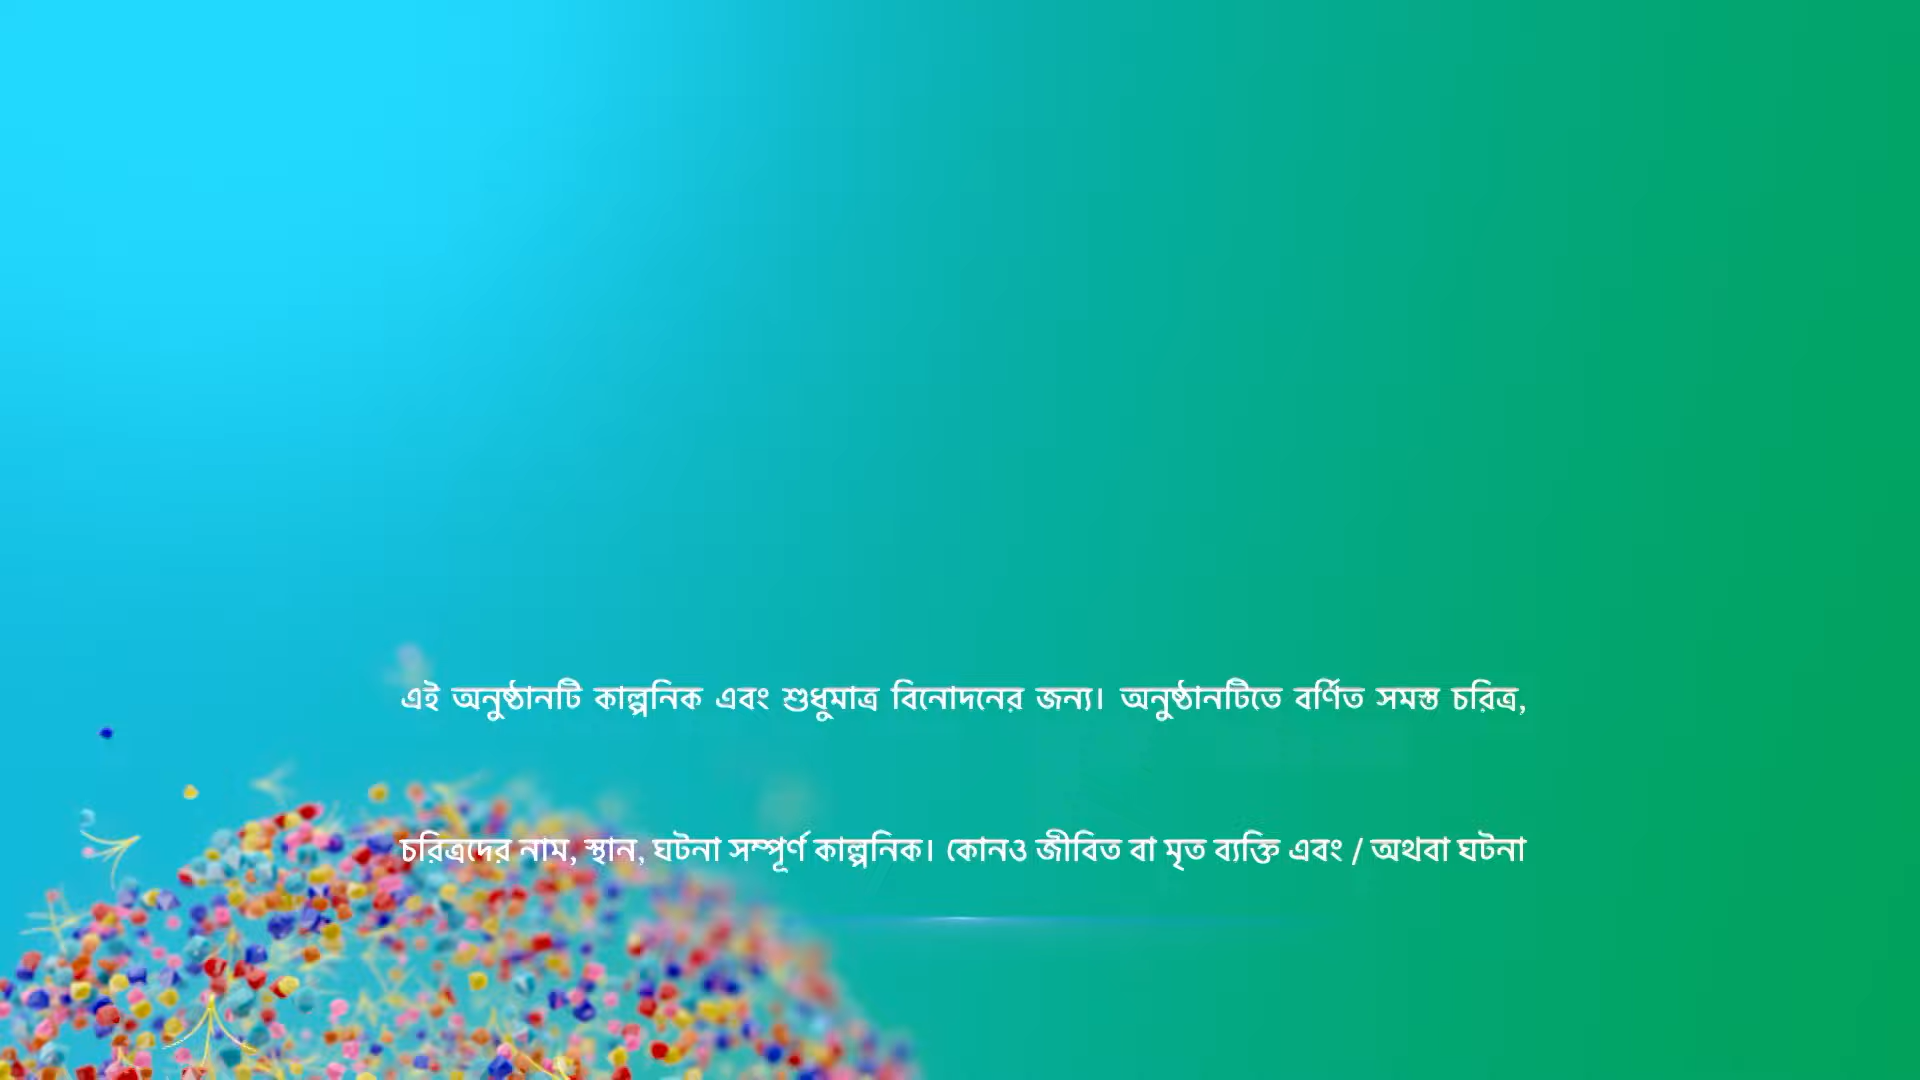 এই অনুষ্ঠানটি কাল্পনিক এবং শুধুমাত্র বিনোদনের জন্য। অনুষ্ঠানটিতে বর্ণিত সমস্ত চরিত্র,
চরিত্রদের নাম, স্থান, ঘটনা সম্পূর্ণ কাল্পনিক। কোনও জীবিত বা মৃত ব্যক্তি এবং / অথবা ঘটনা